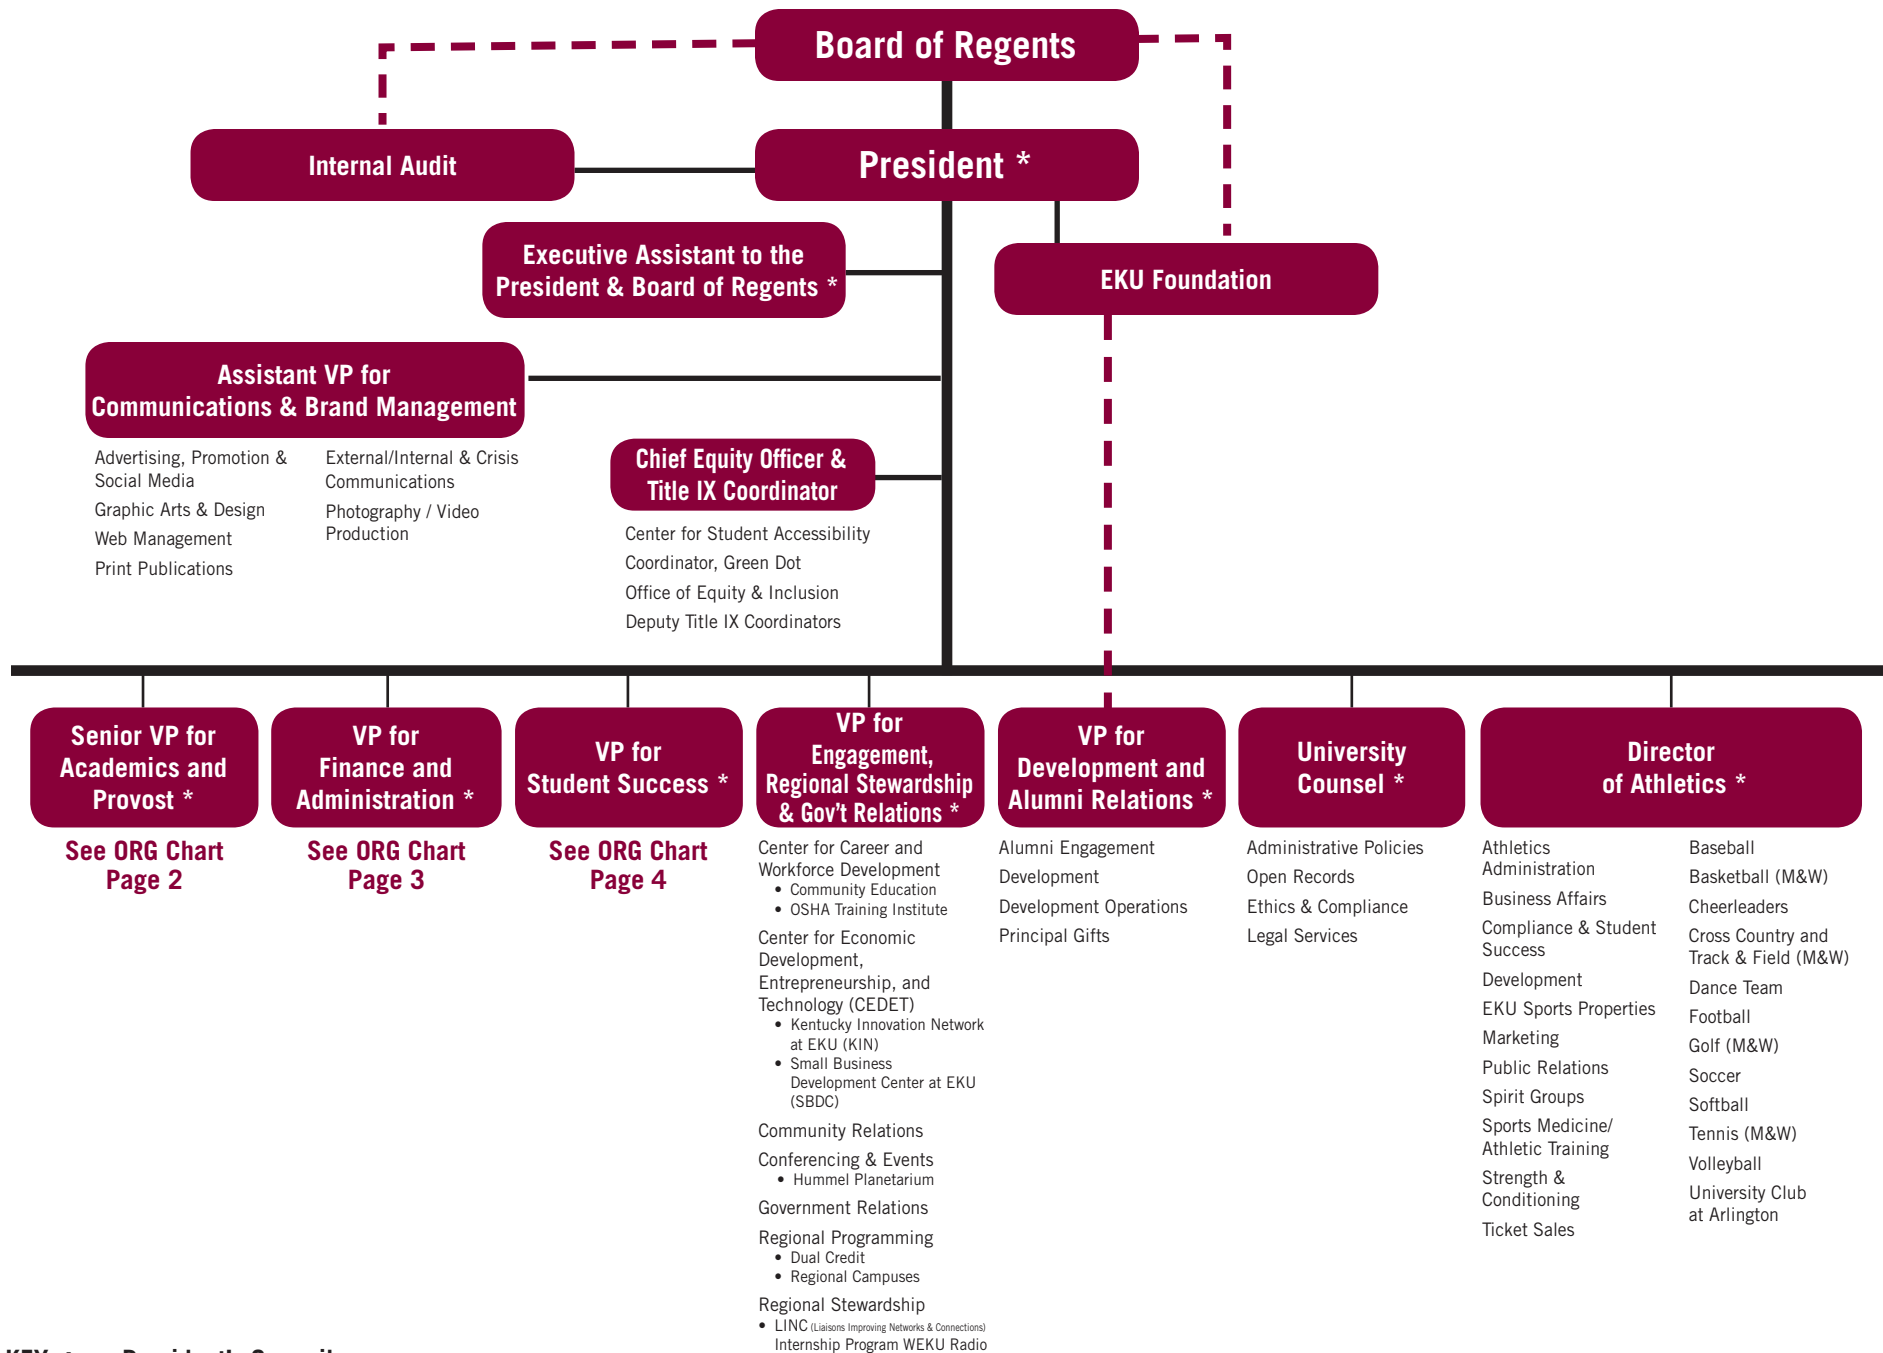 Board of Regents
Internal Audit
President *
Executive Assistant to the
President & Board of Regents *
EKU Foundation
Assistant VP for
Communications & Brand Management
Advertising, Promotion &
Social Media
Graphic Arts & Design
Web Management
Print Publications
External/Internal & Crisis
Communications
Photography / Video
Production
Chief Equity Officer &
Title IX Coordinator
Center for Student Accessibility
Coordinator, Green Dot
Office of Equity & Inclusion
Deputy Title IX Coordinators
Senior VP for
Academics and
Provost *
See ORG Chart
Page 2
VP for
Finance and
Administration *
See ORG Chart
Page 3
VP for
Student Success *
See ORG Chart
Page 4
VP for
Engagement,
Regional Stewardship
& Gov't Relations *
Center for Career and
Workforce Development
• Community Education
• OSHA Training Institute
Center for Economic
Development,
Entrepreneurship, and
Technology (CEDET)
• Kentucky Innovation Network
at EKU (KIN)
• Small Business
Development Center at EKU
(SBDC)
Community Relations
Conferencing & Events
• Hummel Planetarium
Government Relations
Regional Programming
• Dual Credit
• Regional Campuses
Regional Stewardship
• LINC (Liaisons Improving Networks & Connections)
Internship Program WEKU Radio
VP for
Development and
Alumni Relations *
Alumni Engagement
Development
Development Operations
Principal Gifts
University
Counsel *
Administrative Policies
Open Records
Ethics & Compliance
Legal Services
Director
of Athletics *
Athletics
Administration
Business Affairs
Compliance & Student
Success
Development
EKU Sports Properties
Marketing
Public Relations
Spirit Groups
Sports Medicine/
Athletic Training
Strength &
Conditioning
Ticket Sales
Baseball
Basketball (M&W)
Cheerleaders
Cross Country and
Track & Field (M&W)
Dance Team
Football
Golf (M&W)
Soccer
Softball
Tennis (M&W)
Volleyball
University Club
at Arlington